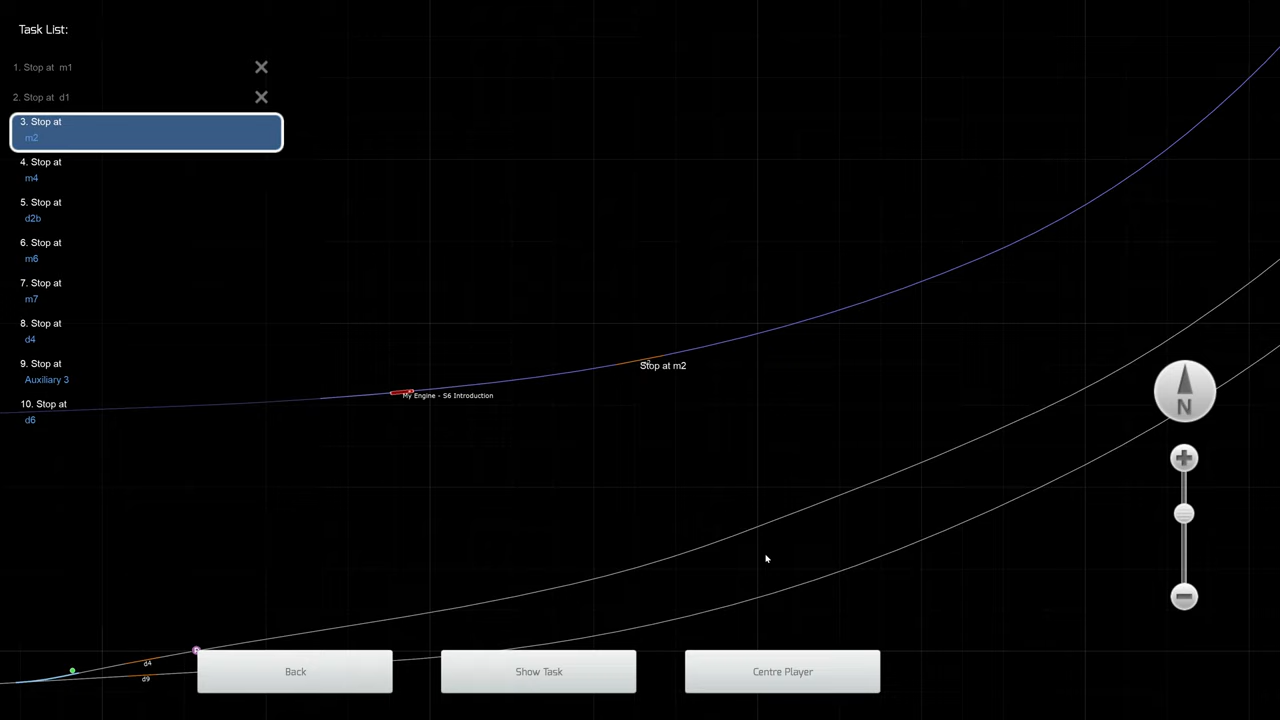 Task List:
1. Stop at m1
2. Stop at d1
3. Stop at
m2
4. Stop at
m4
5. Stop at
d2b
6. Stop at
m6
7. Stop at
m7
8. Stop at
d4
9. Stop at
Auxiliary 3
10. Stop at
d6
Stop at m2
My Engine - S6 Introduction
N
d4
d9
Back
Show Task
Centre Player